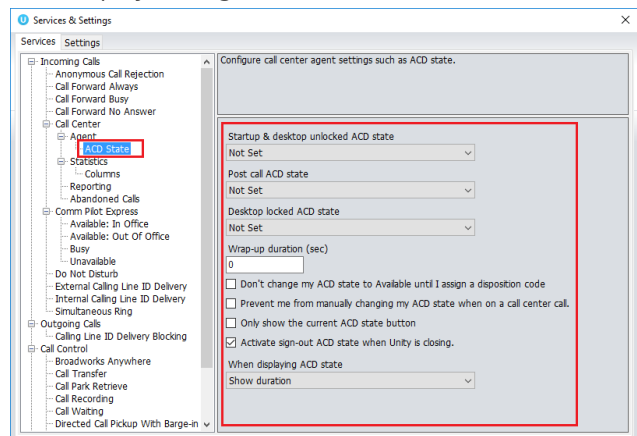 Services & Settings
Services Settings
Incoming Calls
Anonymous Call Rejection
Call Forward Always
Call Forward Busy
Call Forward No Answer
Call Center
Agent
ACD State
Statistics
Columns
Reporting
Abandoned Calls
Comm Pilot Express
Available: In Office
Available: Out Of Office
Busy
Unavailable
Do Not Disturb
External Calling Line ID Delivery
Internal Calling Line ID Delivery
Simultaneous Ring
Outgoing Calls
Calling Line ID Delivery Blocking
Call Control
Broadworks Anywhere
Call Transfer
Call Park Retrieve
Call Recording
Call Waiting
Directed Call Pickup With Barge-in
Configure call center agent settings such as ACD state.
Startup & desktop unlocked ACD state
Not Set
Post call ACD state
Not Set
Desktop locked ACD state
Not Set
Wrap-up duration (sec)
0
Don't change my ACD state to Available until I assign a disposition code
Prevent me from manually changing my ACD state when on a call center call.
Only show the current ACD state button
Activate sign-out ACD state when Unity is closing.
When displaying ACD state
Show duration